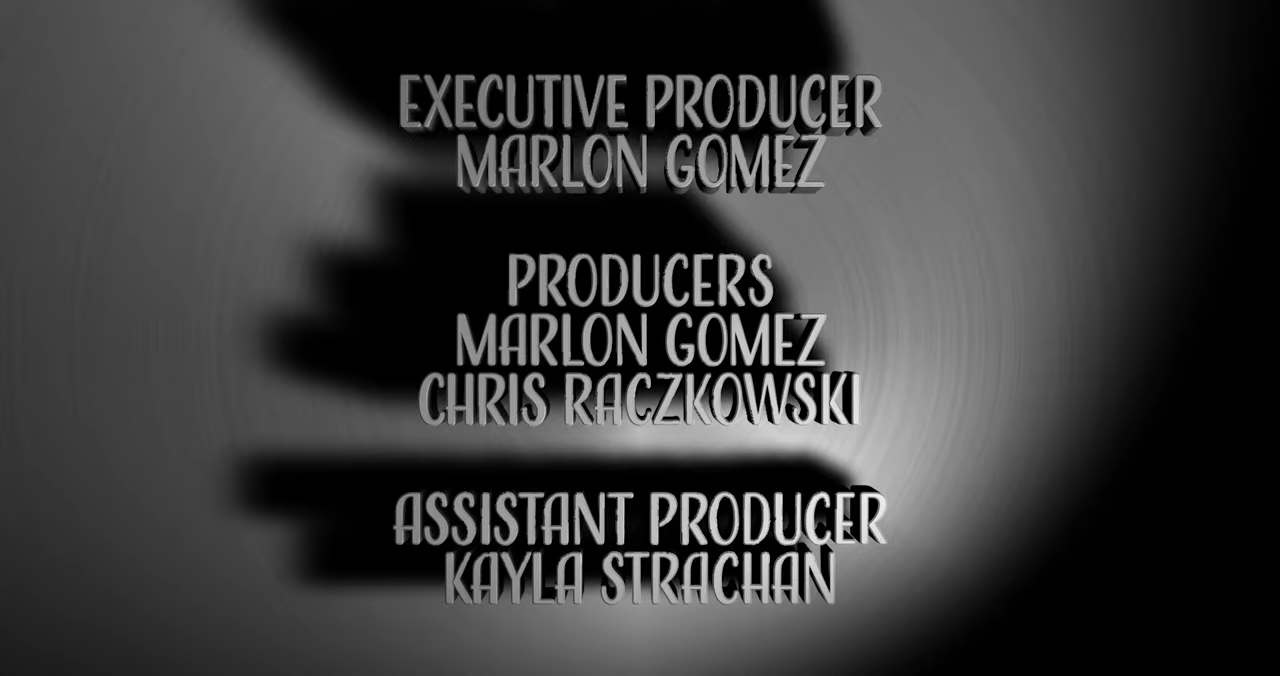 EXECUTIVE PRODUCER
MARLON GOMEZ
PRODUCERS
MARLON GOMEZ
CHRIS RACZKOWSKI
ASSISTANT PRODUCER
KAYLA STRACHAN